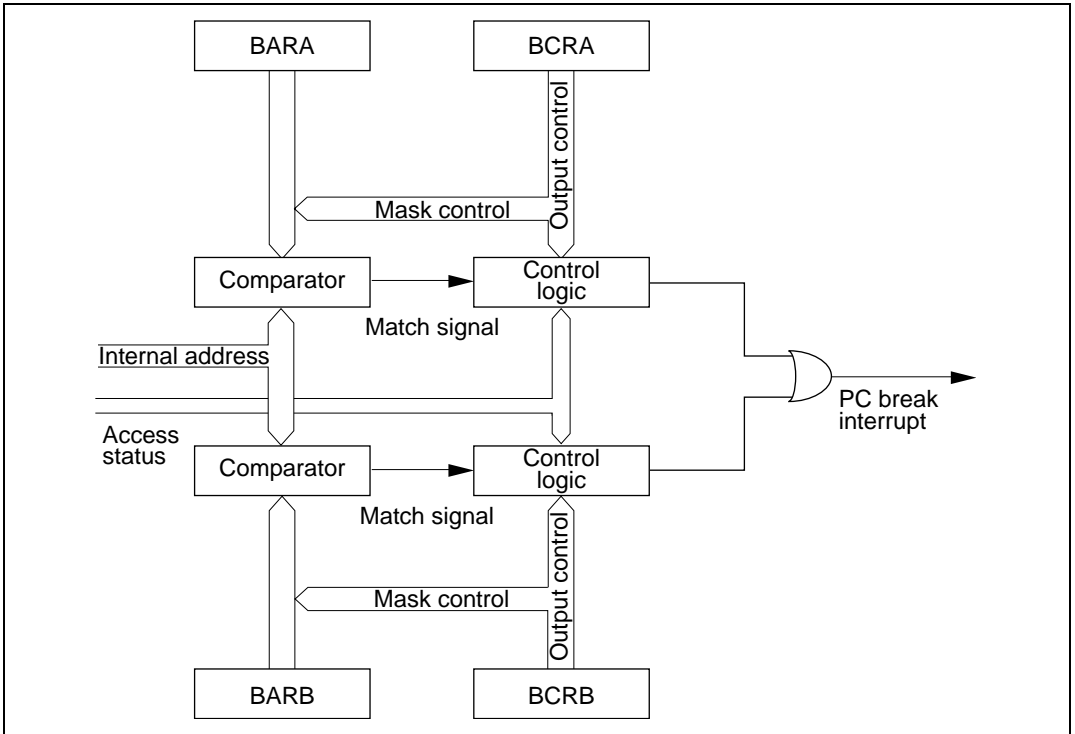 BARA
BCRA
Output control
Mask control
Comparator
Control
logic
Match signal
Internal address
Access
status
PC break
interrupt
Comparator
Control
logic
Match signal
Output control
Mask control
BARB
BCRB